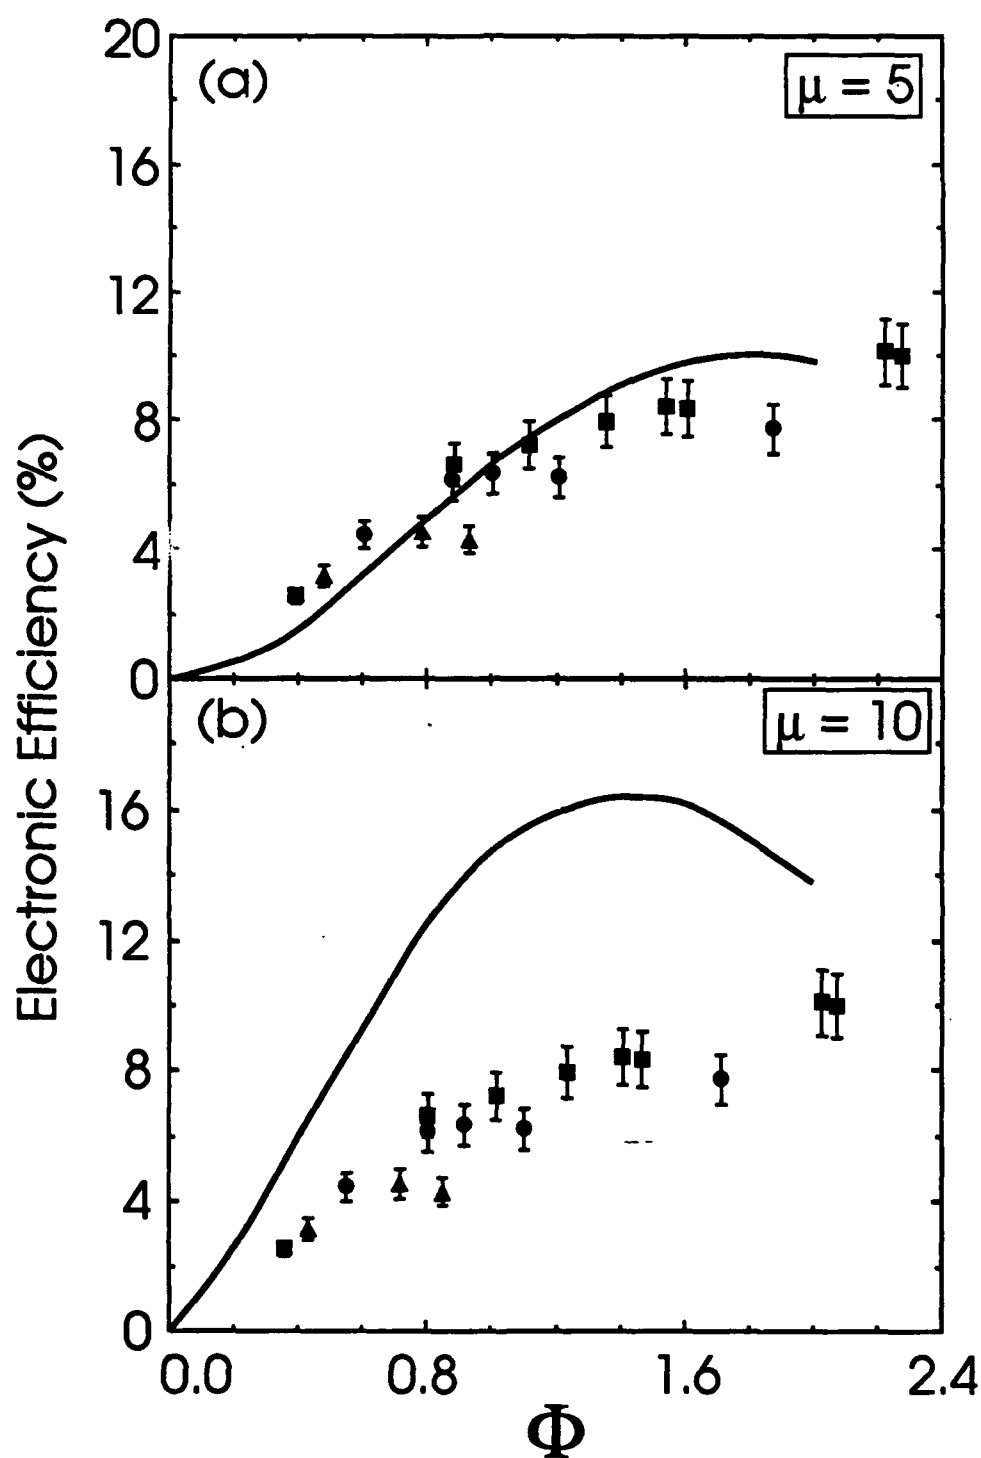 20
(a)
μ = 5
16
12
8
4
0
(b)
μ = 10
16
12
8
4
0
0.0 0.8 1.6 2.4
Φ
Electronic Efficiency (%)